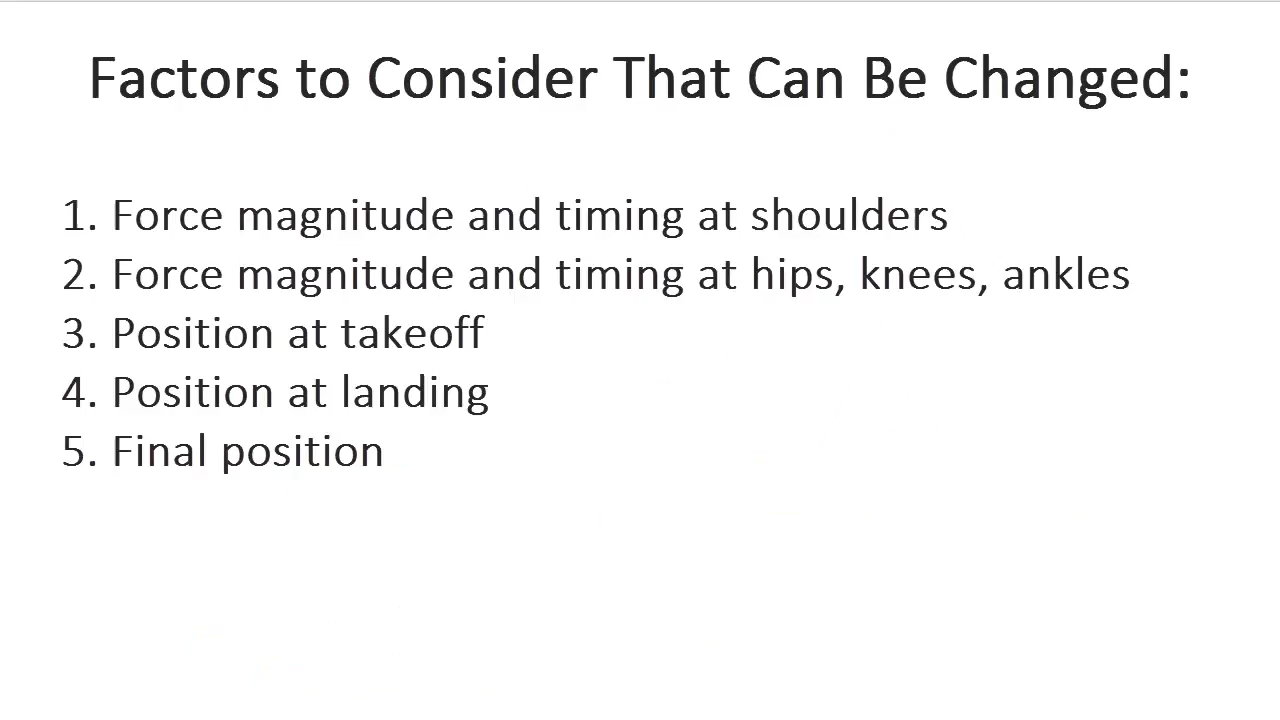 Factors to Consider That Can Be Changed:
1. Force magnitude and timing at shoulders
2. Force magnitude and timing at hips, knees, ankles
3. Position at takeoff
4. Position at landing
5. Final position